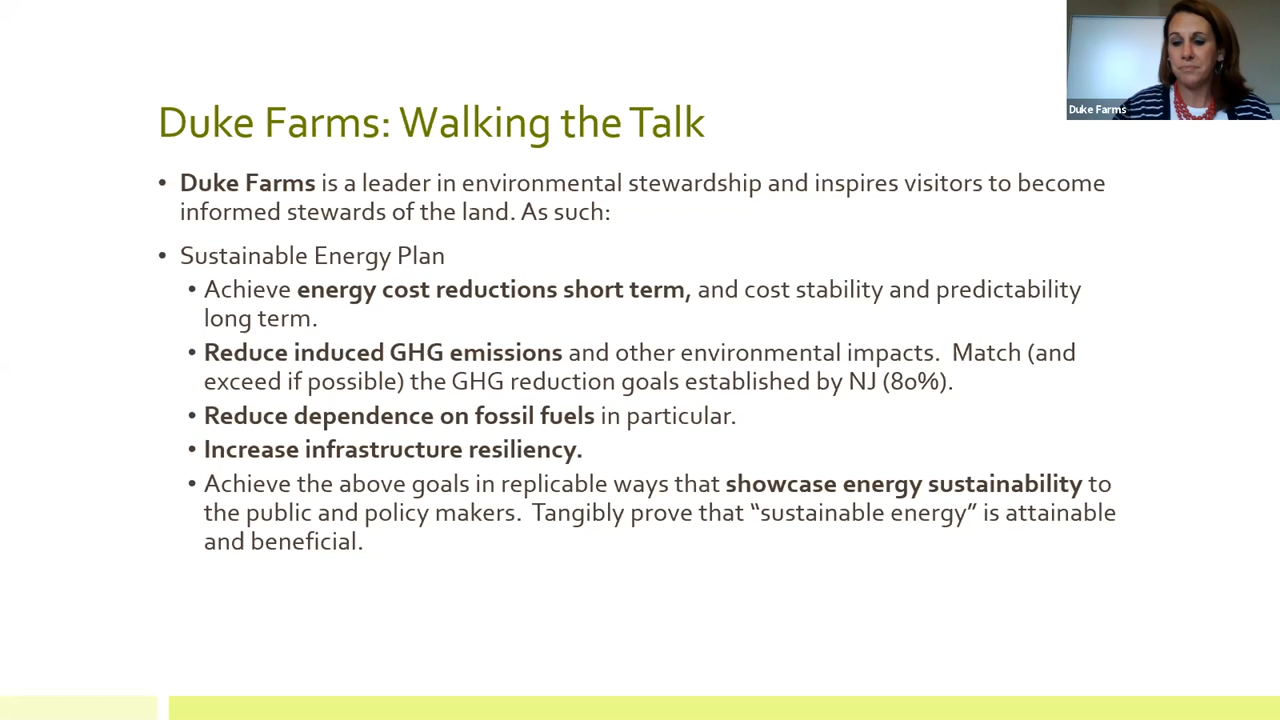 Duke Farms
Duke Farms: Walking the Talk
• Duke Farms is a leader in environmental stewardship and inspires visitors to become
informed stewards of the land. As such:
• Sustainable Energy Plan
• Achieve energy cost reductions short term, and cost stability and predictability
long term.
• Reduce induced GHG emissions and other environmental impacts.  Match (and
exceed if possible) the GHG reduction goals established by NJ (80%).
• Reduce dependence on fossil fuels in particular.
• Increase infrastructure resiliency.
• Achieve the above goals in replicable ways that showcase energy sustainability to
the public and policy makers.  Tangibly prove that “sustainable energy” is attainable
and beneficial.